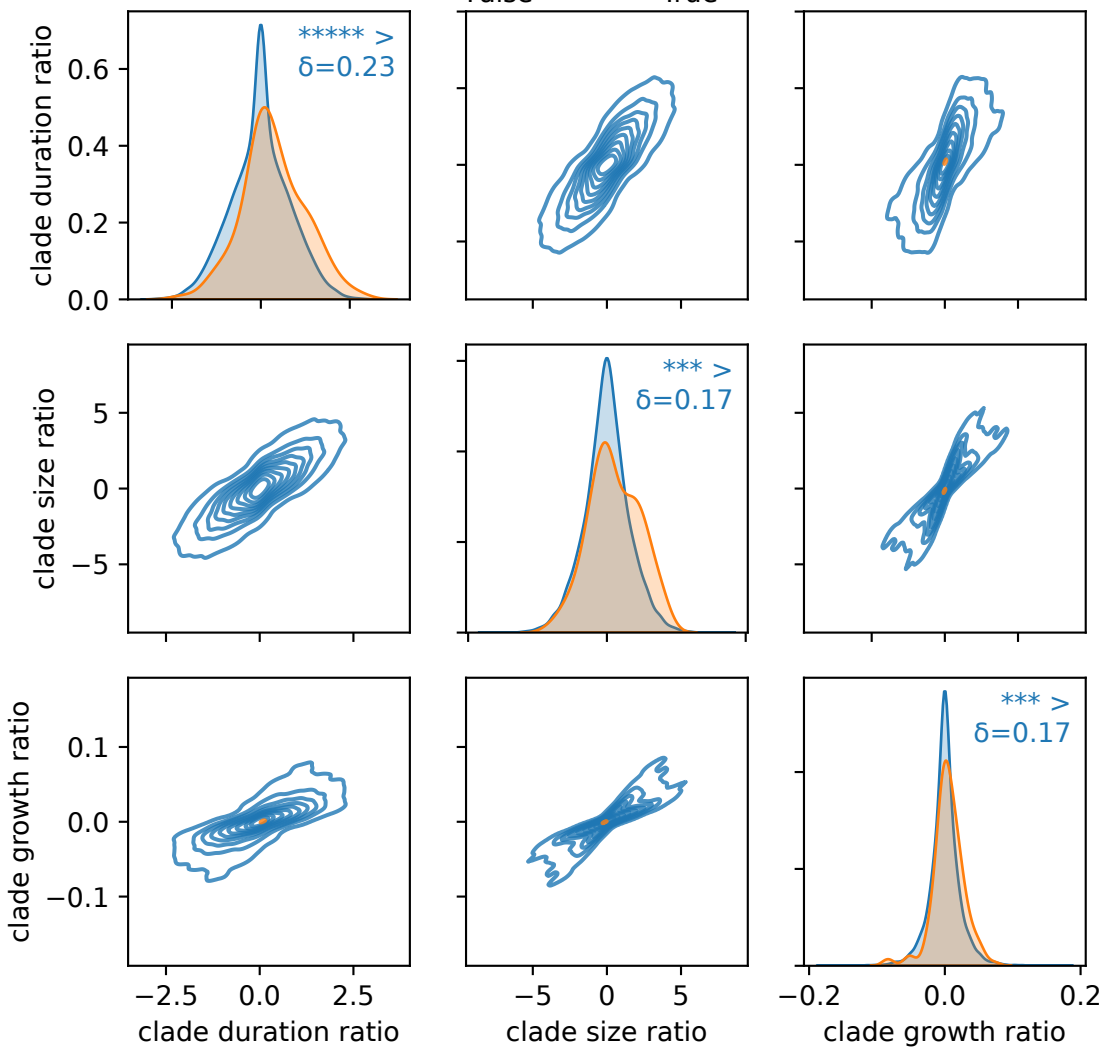 False True
clade duration ratio
0.6
0.4
0.2
0.0
***** >
δ=0.23
clade size ratio
5
0
−5
*** >
δ=0.17
clade growth ratio
0.1
0.0
−0.1
*** >
δ=0.17
−2.5 0.0 2.5
−5 0 5
−0.2 0.0 0.2
clade duration ratio
clade size ratio
clade growth ratio